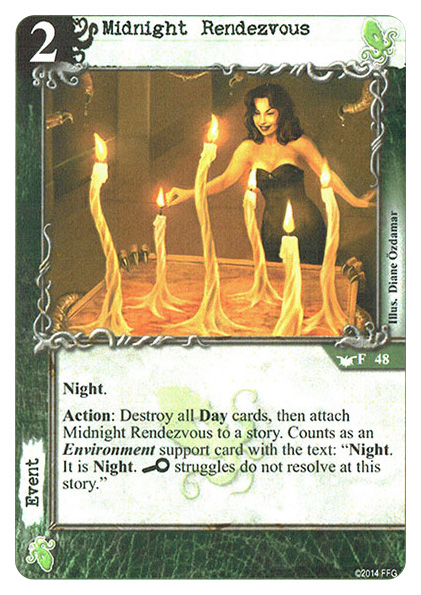 2
Midnight Rendezvous
Illus. Diane Özdamar
F 48
Night.
Action: Destroy all Day cards, then attach
Midnight Rendezvous to a story. Counts as an
Environment support card with the text: “Night.
It is Night. struggles do not resolve at this
story.”
Event
©2014 FFG